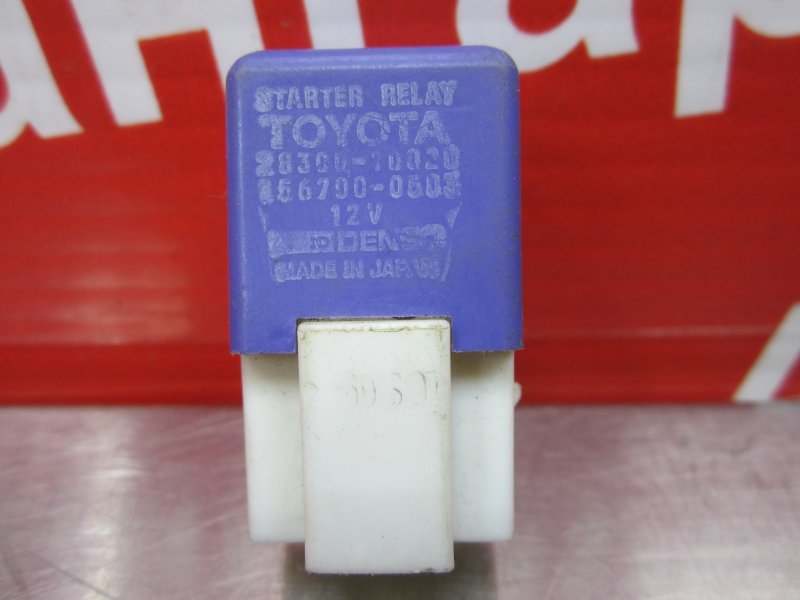 STARTER RELAY
TOYOTA
28300-10020
156700-0505
12V
DENSO
MADE IN JAPAN